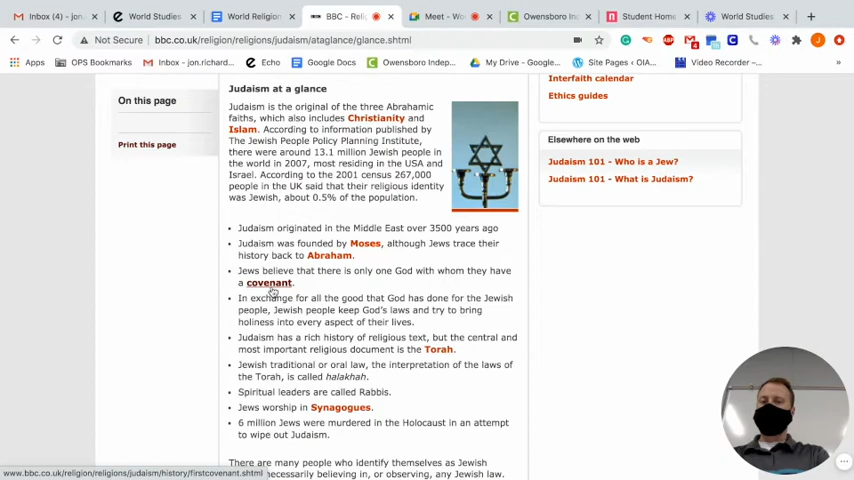 Inbox (4) - jon
World Studies
World Religion
BBC - Reli
Meet - Wo
Owensboro Ind
Student Home
World Studies
Not Secure
bbc.co.uk/religion/religions/judaism/ataglance/glance.shtml
Apps
OPS Bookmarks
Inbox - jon.richard...
Echo
Google Docs
Owensboro Indep...
My Drive - Google...
Site Pages - OIA...
Video Recorder –...
On this page
Print this page
Judaism at a glance
Judaism is the original of the three Abrahamic
faiths, which also includes Christianity and
Islam. According to information published by
The Jewish People Policy Planning Institute,
there were around 13.1 million Jewish people in
the world in 2007, most residing in the USA and
Israel. According to the 2001 census 267,000
people in the UK said that their religious identity
was Jewish, about 0.5% of the population.
• Judaism originated in the Middle East over 3500 years ago
• Judaism was founded by Moses, although Jews trace their
history back to Abraham.
• Jews believe that there is only one God with whom they have
a covenant.
• In exchange for all the good that God has done for the Jewish
people, Jewish people keep God's laws and try to bring
holiness into every aspect of their lives.
• Judaism has a rich history of religious text, but the central and
most important religious document is the Torah.
• Jewish traditional or oral law, the interpretation of the laws of
the Torah, is called halakhah.
• Spiritual leaders are called Rabbis.
• Jews worship in Synagogues.
• 6 million Jews were murdered in the Holocaust in an attempt
to wipe out Judaism.
There are many people who identify themselves as Jewish
necessarily believing in, or observing, any Jewish law.
Interfaith calendar
Ethics guides
Elsewhere on the web
Judaism 101 - Who is a Jew?
Judaism 101 - What is Judaism?
www.bbc.co.uk/religion/religions/judaism/history/firstcovenant.shtml